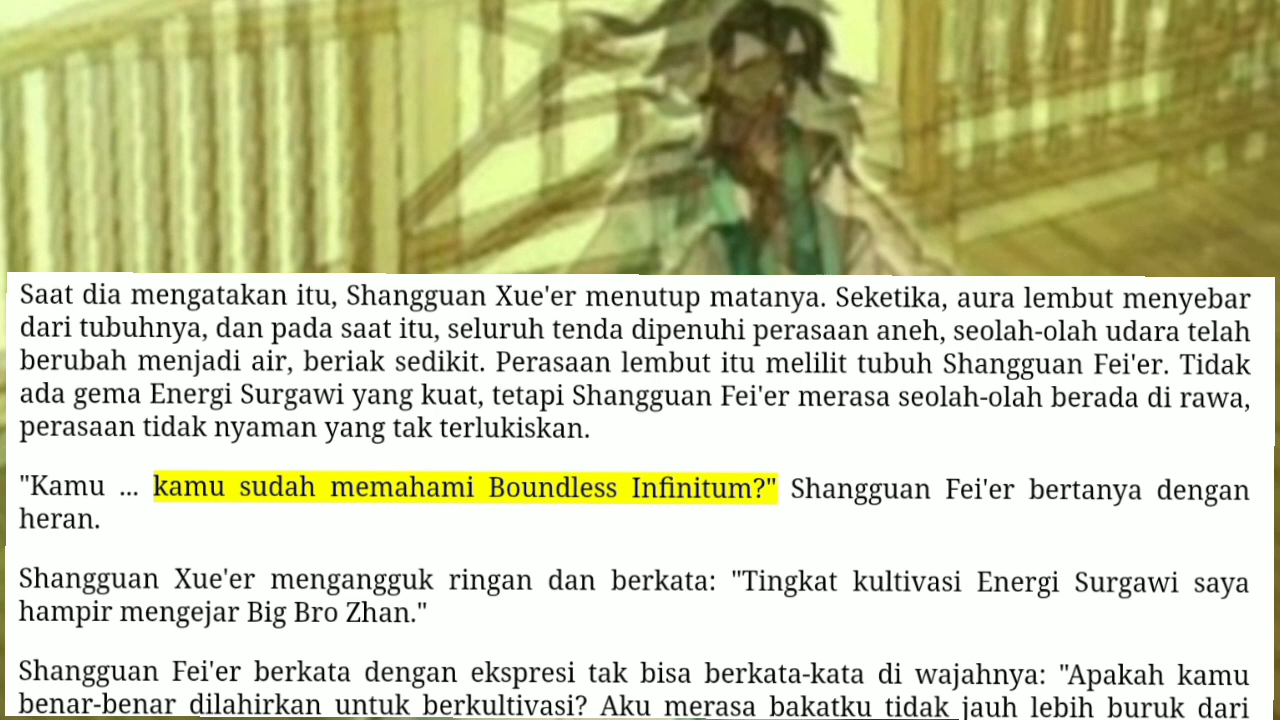 Saat dia mengatakan itu, Shangguan Xue'er menutup matanya. Seketika, aura lembut menyebar
dari tubuhnya, dan pada saat itu, seluruh tenda dipenuhi perasaan aneh, seolah-olah udara telah
berubah menjadi air, beriak sedikit. Perasaan lembut itu melilit tubuh Shangguan Fei'er. Tidak
ada gema Energi Surgawi yang kuat, tetapi Shangguan Fei'er merasa seolah-olah berada di rawa,
perasaan tidak nyaman yang tak terlukiskan.
"Kamu ... kamu sudah memahami Boundless Infinitum?" Shangguan Fei'er bertanya dengan
heran.
Shangguan Xue'er mengangguk ringan dan berkata: "Tingkat kultivasi Energi Surgawi saya
hampir mengejar Big Bro Zhan."
Shangguan Fei'er berkata dengan ekspresi tak bisa berkata-kata di wajahnya: "Apakah kamu
benar-benar dilahirkan untuk berkultivasi? Aku merasa bakatku tidak jauh lebih buruk dari